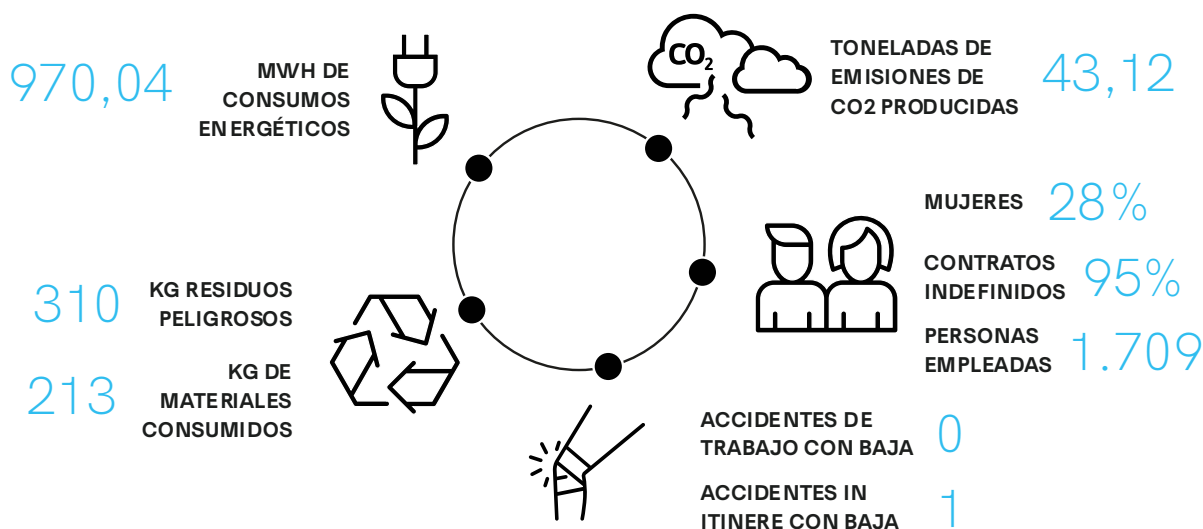 970,04
MWH DE
CONSUMOS
ENERGÉTICOS
CO2
TONELADAS DE
EMISIONES DE
CO2 PRODUCIDAS
43,12
MUJERES 28%
CONTRATOS
INDEFINIDOS
95%
PERSONAS
EMPLEADAS
1.709
310
KG RESIDUOS
PELIGROSOS
213
KG DE
MATERIALES
CONSUMIDOS
ACCIDENTES DE
TRABAJO CON BAJA
0
ACCIDENTES IN
ITINERE CON BAJA
1